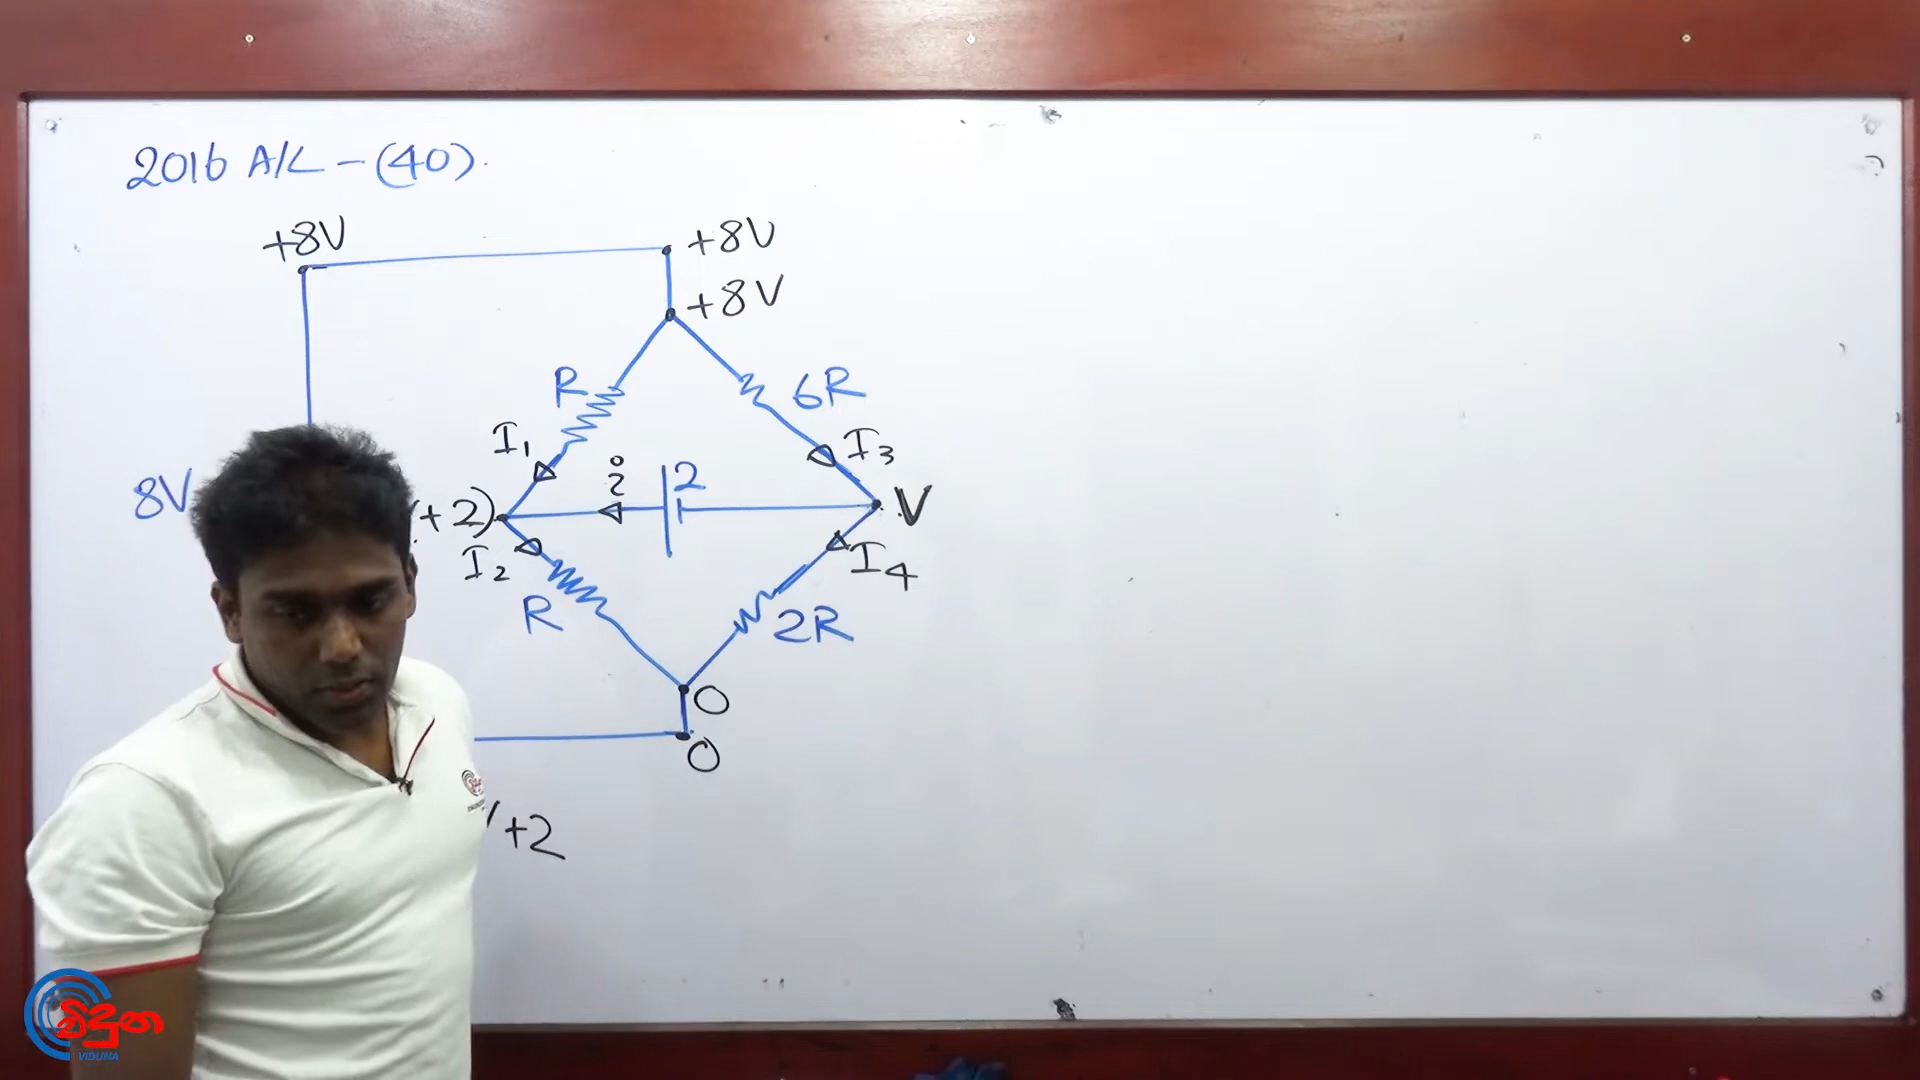 2016 A/L - (40).
+8V
+8V
+8V
R
6R
I₁
i
2
I₃
8V
+2)
V
I₂
I₄
R
2R
0
0
+2
විදුන
VIDUNA